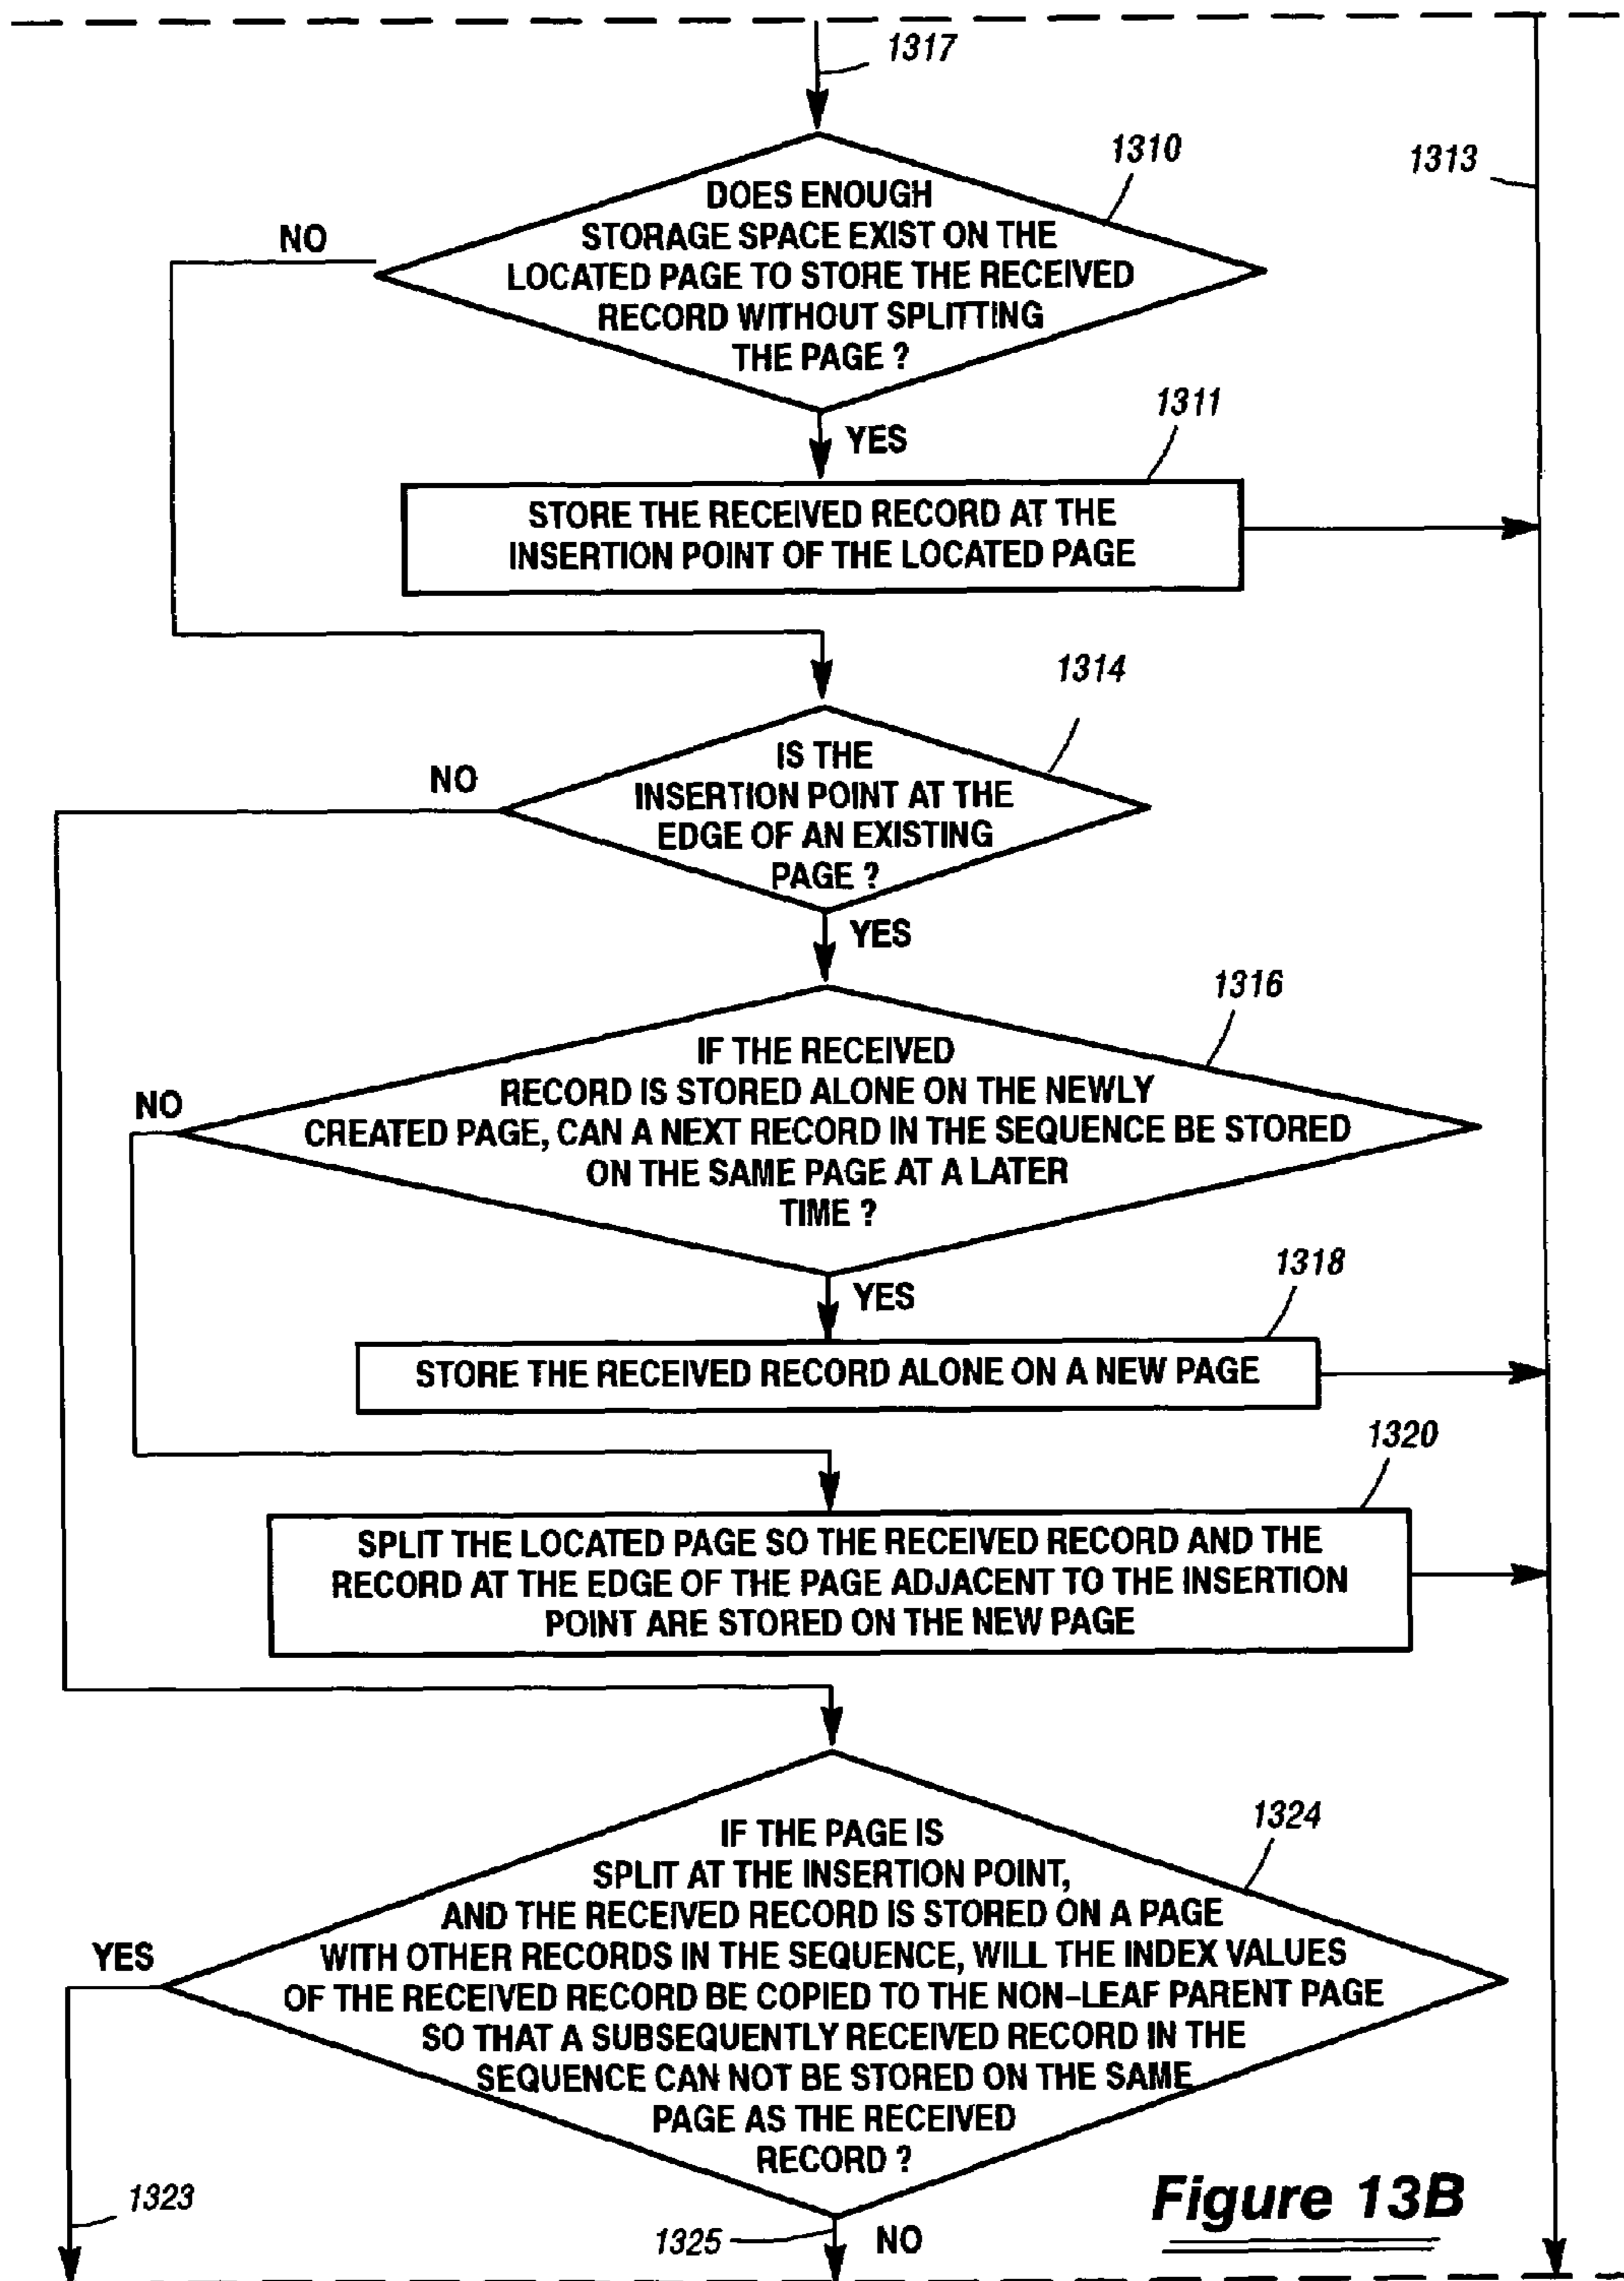 1317
1310
1313
DOES ENOUGH
STORAGE SPACE EXIST ON THE
LOCATED PAGE TO STORE THE RECEIVED
RECORD WITHOUT SPLITTING
THE PAGE ?
NO
YES
1311
STORE THE RECEIVED RECORD AT THE
INSERTION POINT OF THE LOCATED PAGE
1314
IS THE
INSERTION POINT AT THE
EDGE OF AN EXISTING
PAGE ?
NO
YES
1316
IF THE RECEIVED
RECORD IS STORED ALONE ON THE NEWLY
CREATED PAGE, CAN A NEXT RECORD IN THE SEQUENCE BE STORED
ON THE SAME PAGE AT A LATER
TIME ?
NO
YES
1318
STORE THE RECEIVED RECORD ALONE ON A NEW PAGE
1320
SPLIT THE LOCATED PAGE SO THE RECEIVED RECORD AND THE
RECORD AT THE EDGE OF THE PAGE ADJACENT TO THE INSERTION
POINT ARE STORED ON THE NEW PAGE
1324
IF THE PAGE IS
SPLIT AT THE INSERTION POINT,
AND THE RECEIVED RECORD IS STORED ON A PAGE
WITH OTHER RECORDS IN THE SEQUENCE, WILL THE INDEX VALUES
OF THE RECEIVED RECORD BE COPIED TO THE NON-LEAF PARENT PAGE
SO THAT A SUBSEQUENTLY RECEIVED RECORD IN THE
SEQUENCE CAN NOT BE STORED ON THE SAME
PAGE AS THE RECEIVED
RECORD ?
YES
1323
1325
NO
Figure 13B